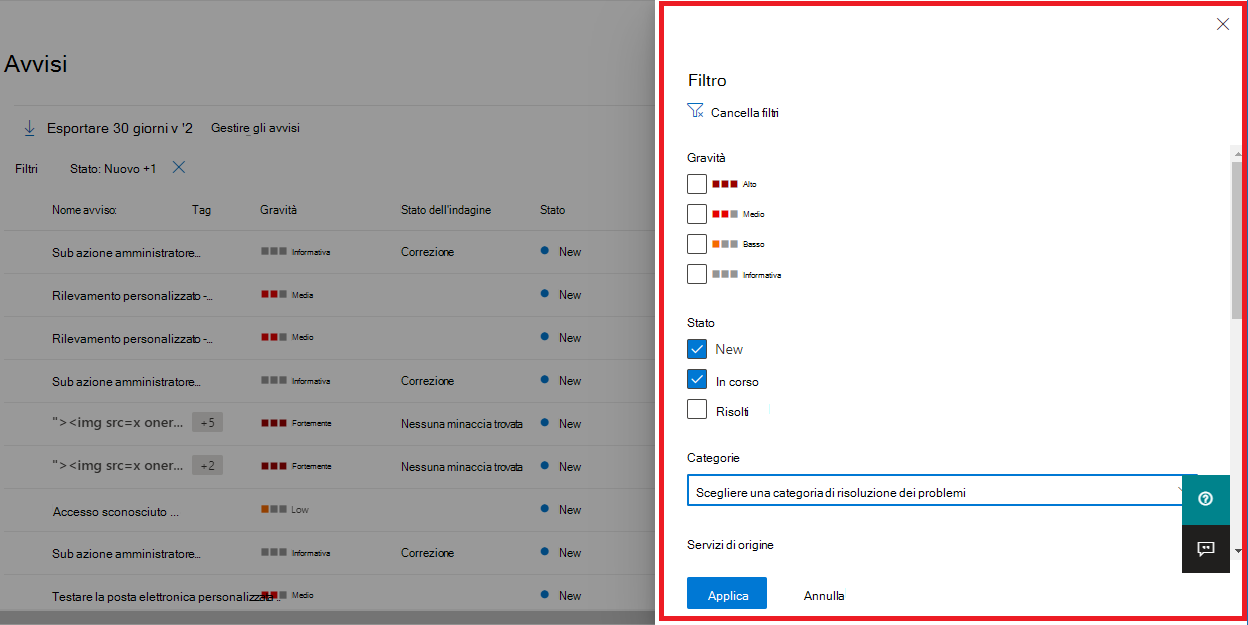 Avvisi
Esportare 30 giorni v '2 Gestire gli avvisi
Filtri Stato: Nuovo +1
Nome avviso: Tag Gravità Stato dell'indagine Stato
Sub azione amministratore... Informativa Correzione New
Rilevamento personalizzato -... Media New
Rilevamento personalizzato -... Medio New
Sub azione amministratore... Informativa Correzione New
"><img src=x oner... +5 Fortemente Nessuna minaccia trovata New
"><img src=x oner... +2 Fortemente Nessuna minaccia trovata New
Accesso sconosciuto ... Low New
Sub azione amministratore... Informativa Correzione New
Testare la posta elettronica personalizzata .. Medio New
Filtro
Cancella filtri
Gravità
Alto
Medio
Basso
Informativa
Stato
New
In corso
Risolti
Categorie
Scegliere una categoria di risoluzione dei problemi
Servizi di origine
Applica Annulla